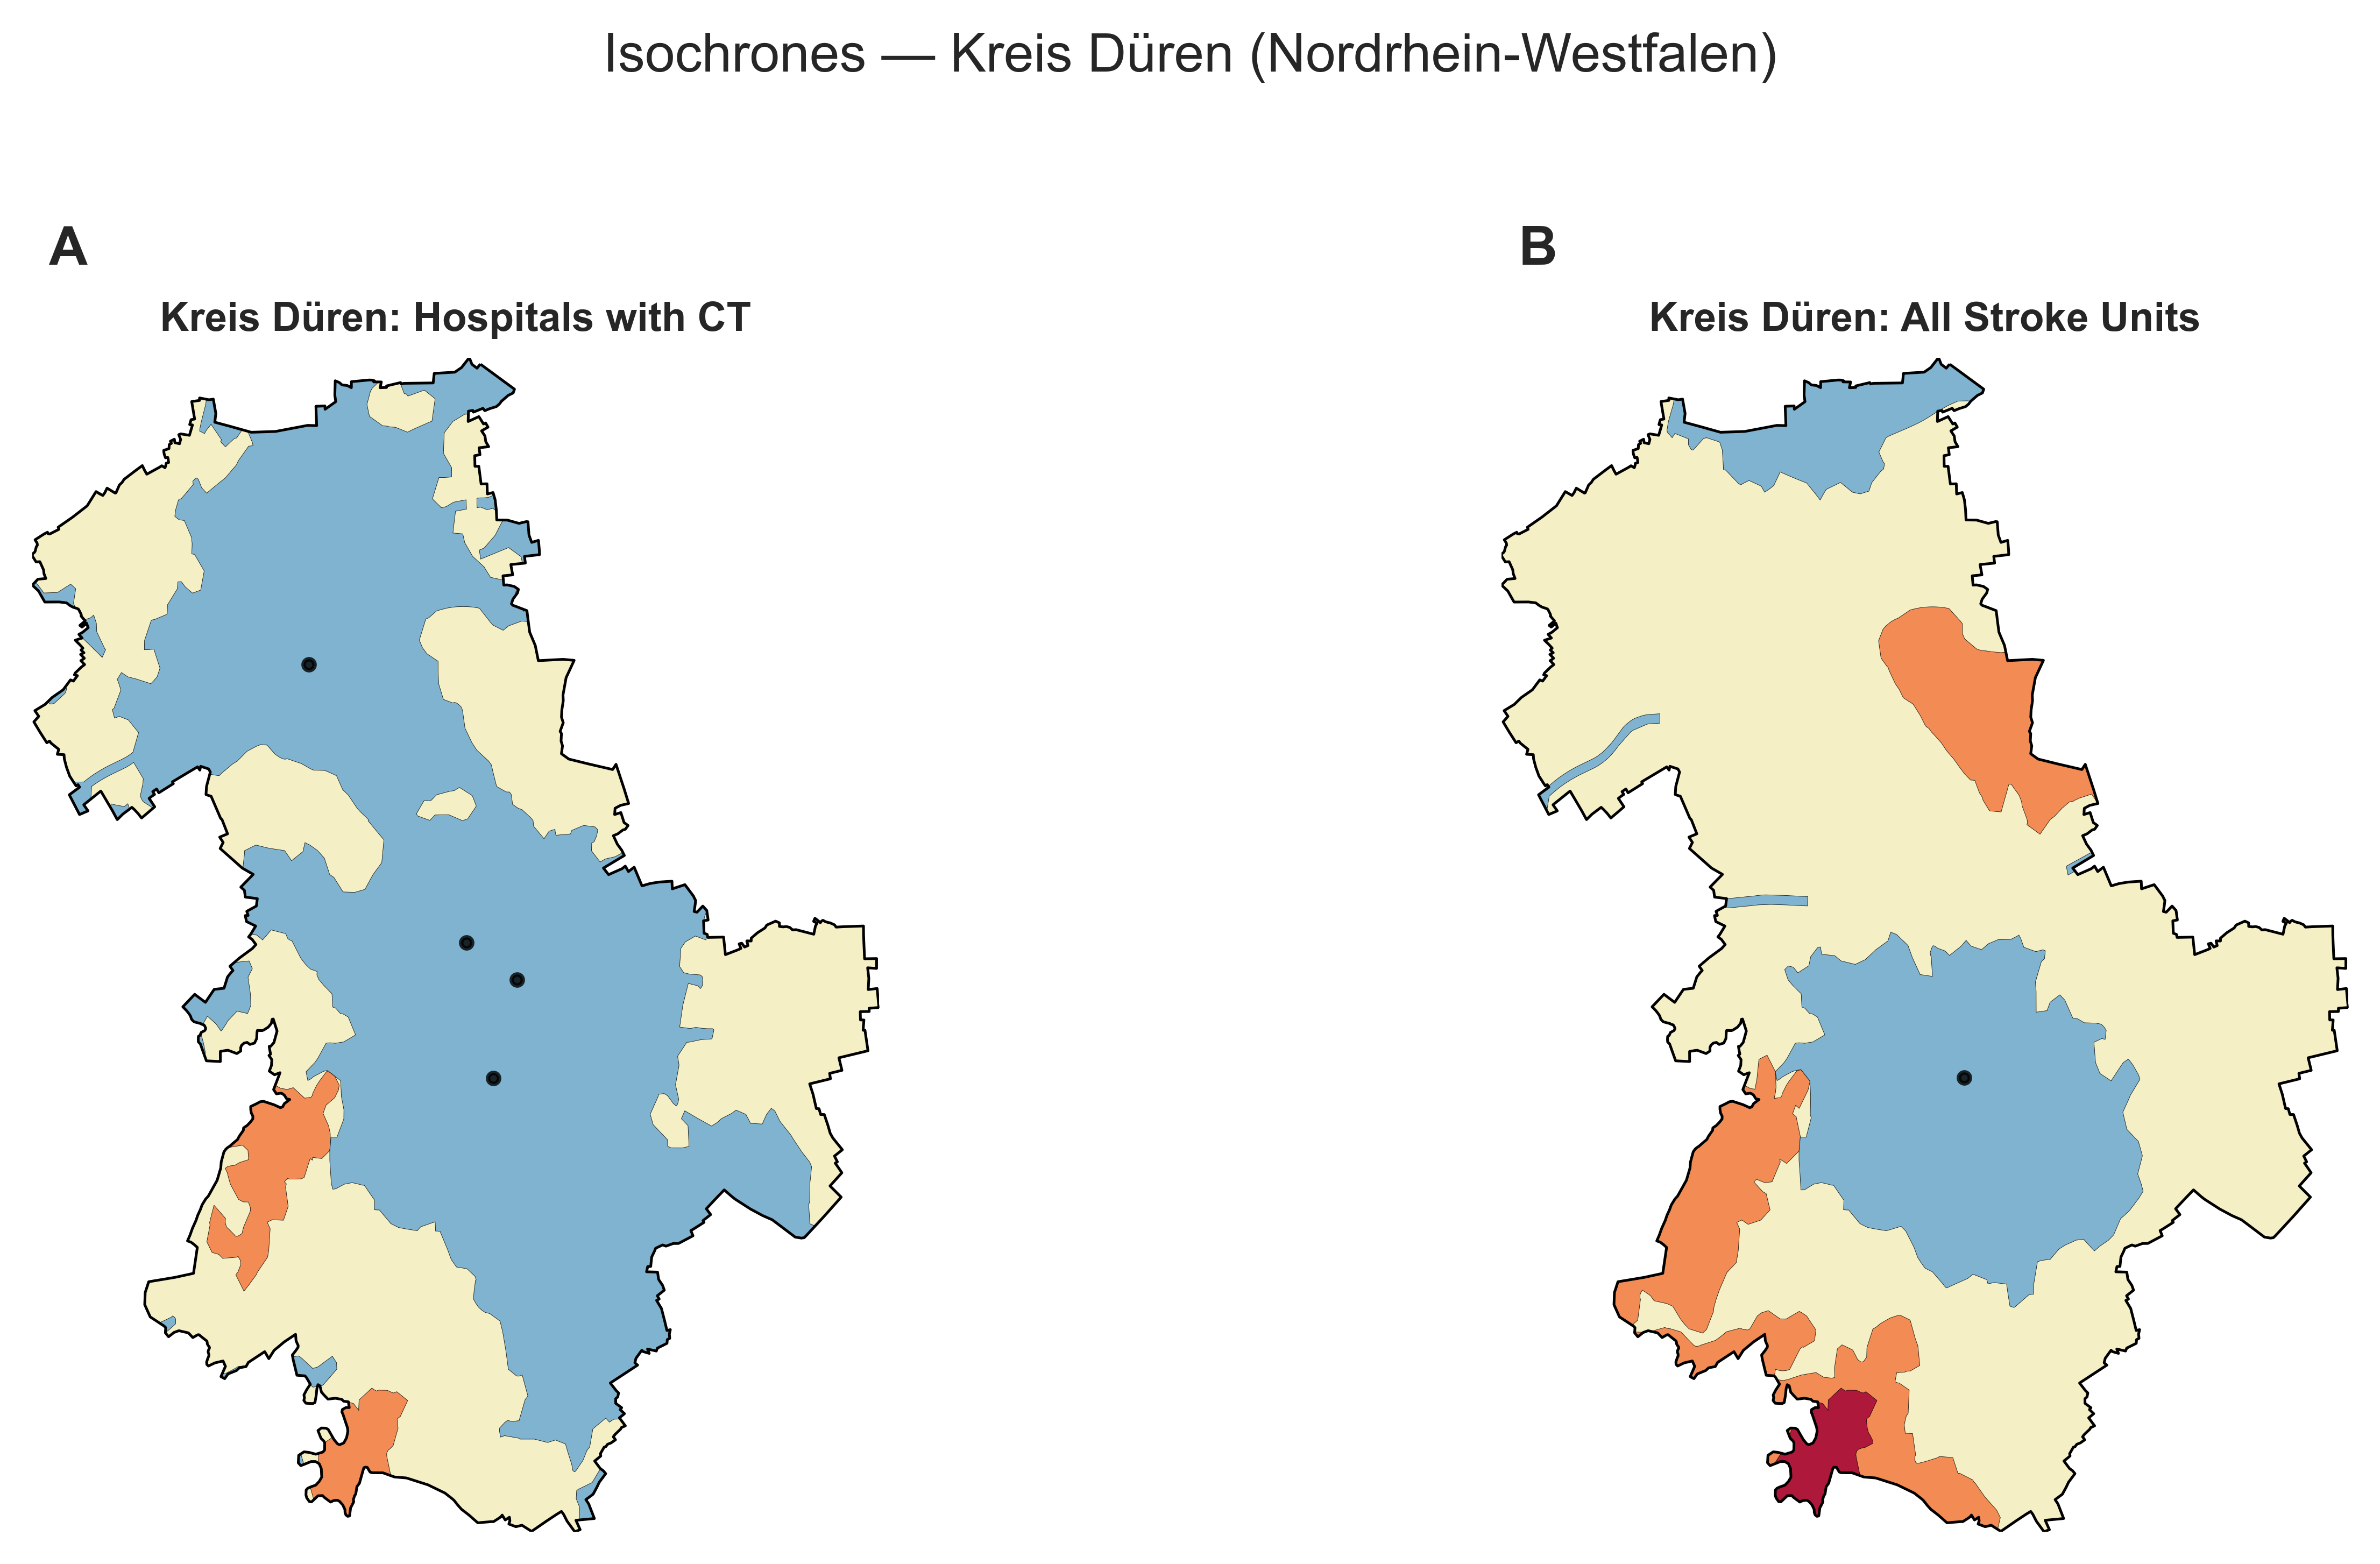 Isochrones — Kreis Düren (Nordrhein-Westfalen)
A
B
Kreis Düren: Hospitals with CT
Kreis Düren: All Stroke Units